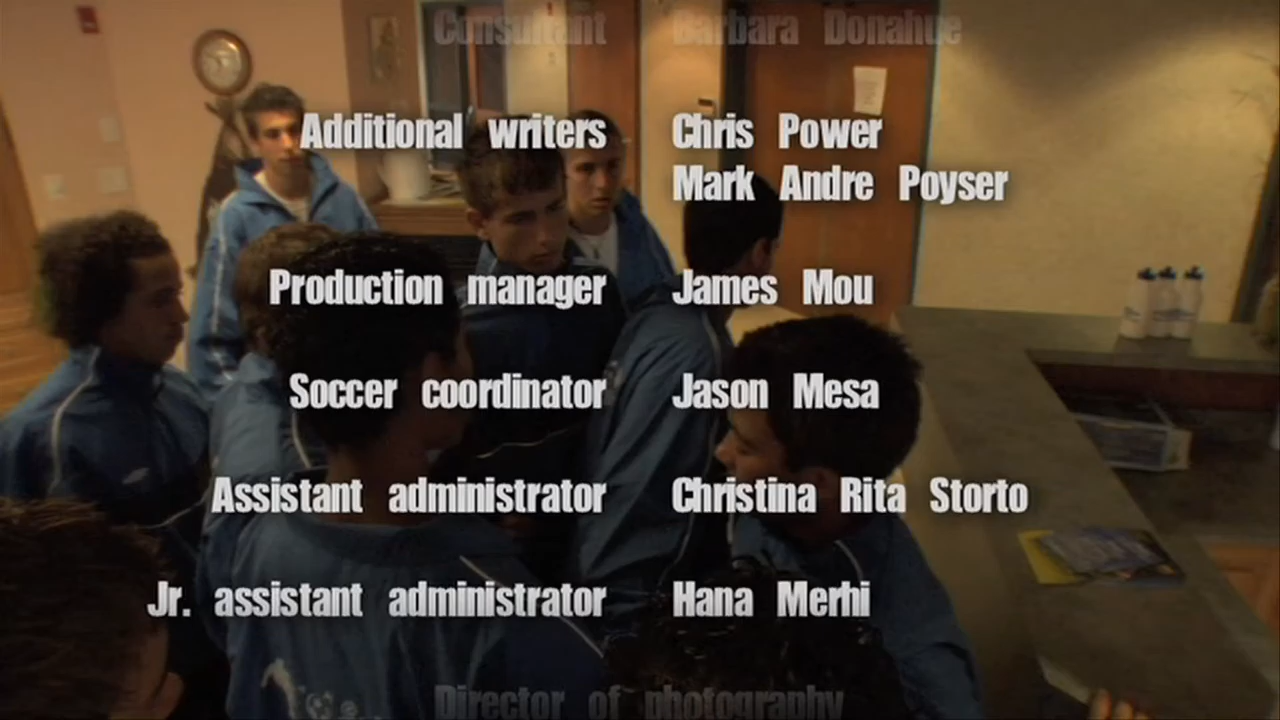 Consultant Barbara Donahue
Additional writers Chris Power
Mark Andre Poyser
Production manager James Mou
Soccer coordinator Jason Mesa
Assistant administrator Christina Rita Storto
Jr. assistant administrator Hana Merhi
Director of photography